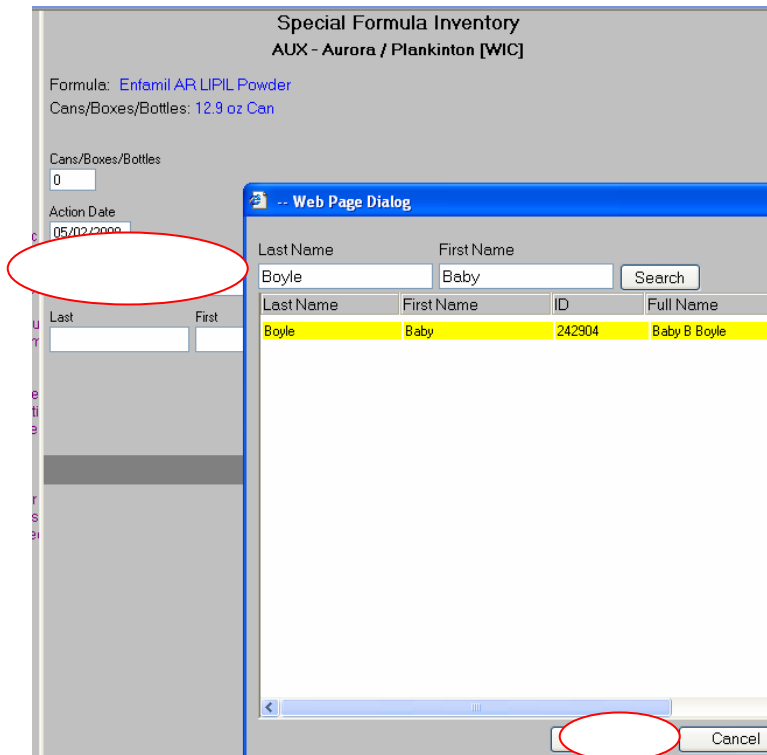 Special Formula Inventory
AUX - Aurora / Plankinton [WIC]
Formula: Enfamil AR LIPIL Powder
Cans/Boxes/Bottles: 12.9 oz Can
Cans/Boxes/Bottles
0
Action Date
-- Web Page Dialog
Last Name First Name
Boyle Baby Search
Last Name First Name ID Full Name
Boyle Baby 242904 Baby B Boyle
Last First
Cancel